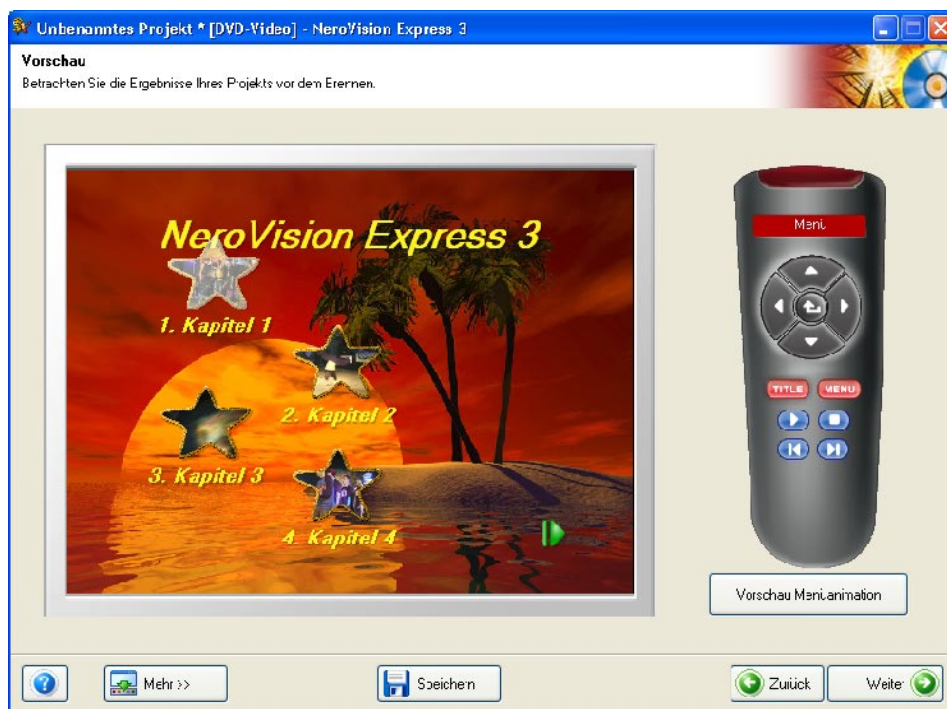 Unbenanntes Projekt * [DVD-Video] - NeroVision Express 3
Vorschau
Betrachten Sie die Ergebnisse Ihres Projekts vor dem Brennen.
NeroVision Express 3
1. Kapitel 1
2. Kapitel 2
3. Kapitel 3
4. Kapitel 4
Menü
TITLE MENU
Vorschau Menüanimation
Mehr >>
Speichern
Zurück
Weiter